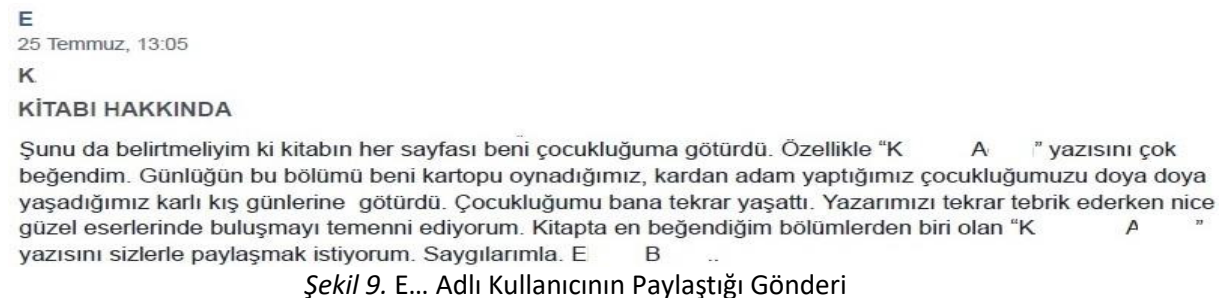 E
25 Temmuz, 13:05
K
KİTABI HAKKINDA
Şunu da belirtmeliyim ki kitabın her sayfası beni çocukluğuma götürdü. Özellikle “K A ” yazısını çok
beğendim. Günlüğün bu bölümü beni kartopu oynadığımız, kardan adam yaptığımız çocukluğumuzu doya doya
yaşadığımız karlı kış günlerine götürdü. Çocukluğumu bana tekrar yaşattı. Yazarımızı tekrar tebrik ederken nice
güzel eserlerinde buluşmayı temenni ediyorum. Kitapta en beğendiğim bölümlerden biri olan “K A ”
yazısını sizlerle paylaşmak istiyorum. Saygılarımla. E B ..
Şekil 9. E… Adlı Kullanıcının Paylaştığı Gönderi